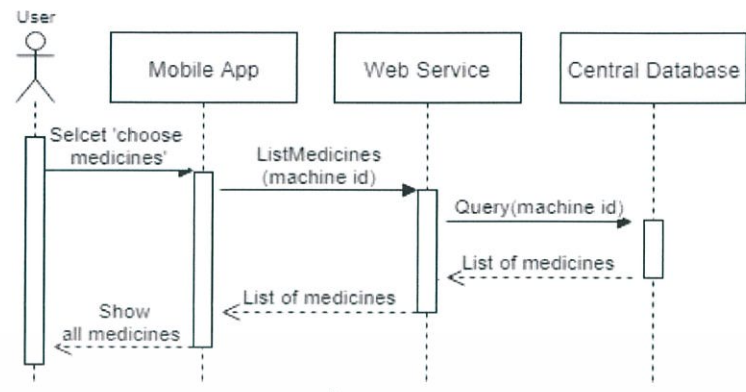 User
Mobile App
Web Service
Central Database
Selcet 'choose
medicines'
ListMedicines
(machine id)
Query(machine id)
List of medicines
List of medicines
Show
all medicines